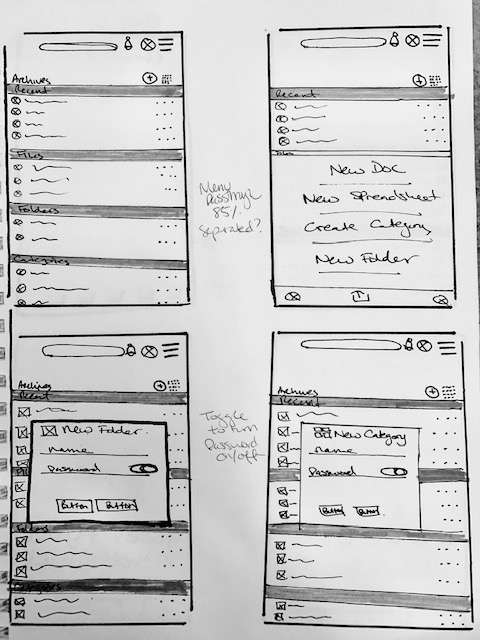 Archives
Recent
Files
Folders
Categories
Recent
Files
New Doc
New Spreadsheet
Create Category
New Folder
Menu
85%
separated?
Archives
Recent
New Folder
Name
Password
Button
Button
Folders
Categories
Toggle
to turn
Password
on/off
Archives
Recent
New Category
Name
Password
Button
Button